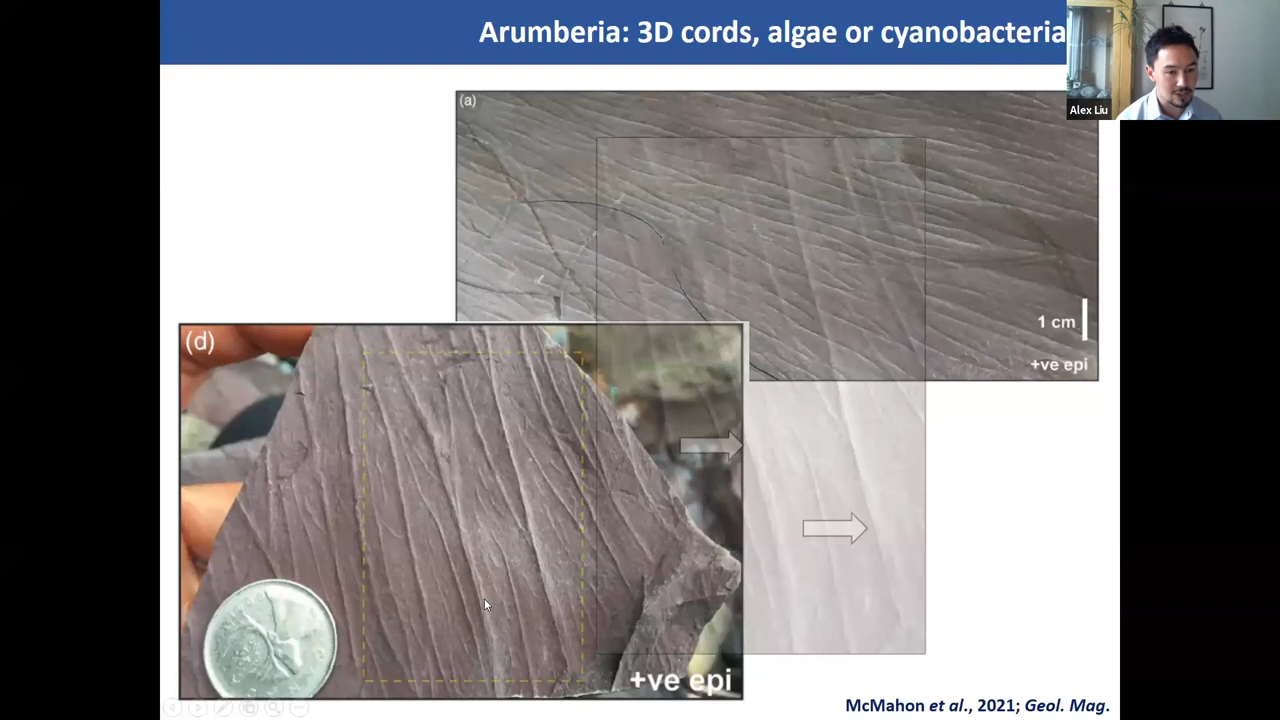 Arumberia: 3D cords, algae or cyanobacteria
Alex Liu
(a)
1 cm
+ve epi
(d)
+ve epi
McMahon et al., 2021; Geol. Mag.